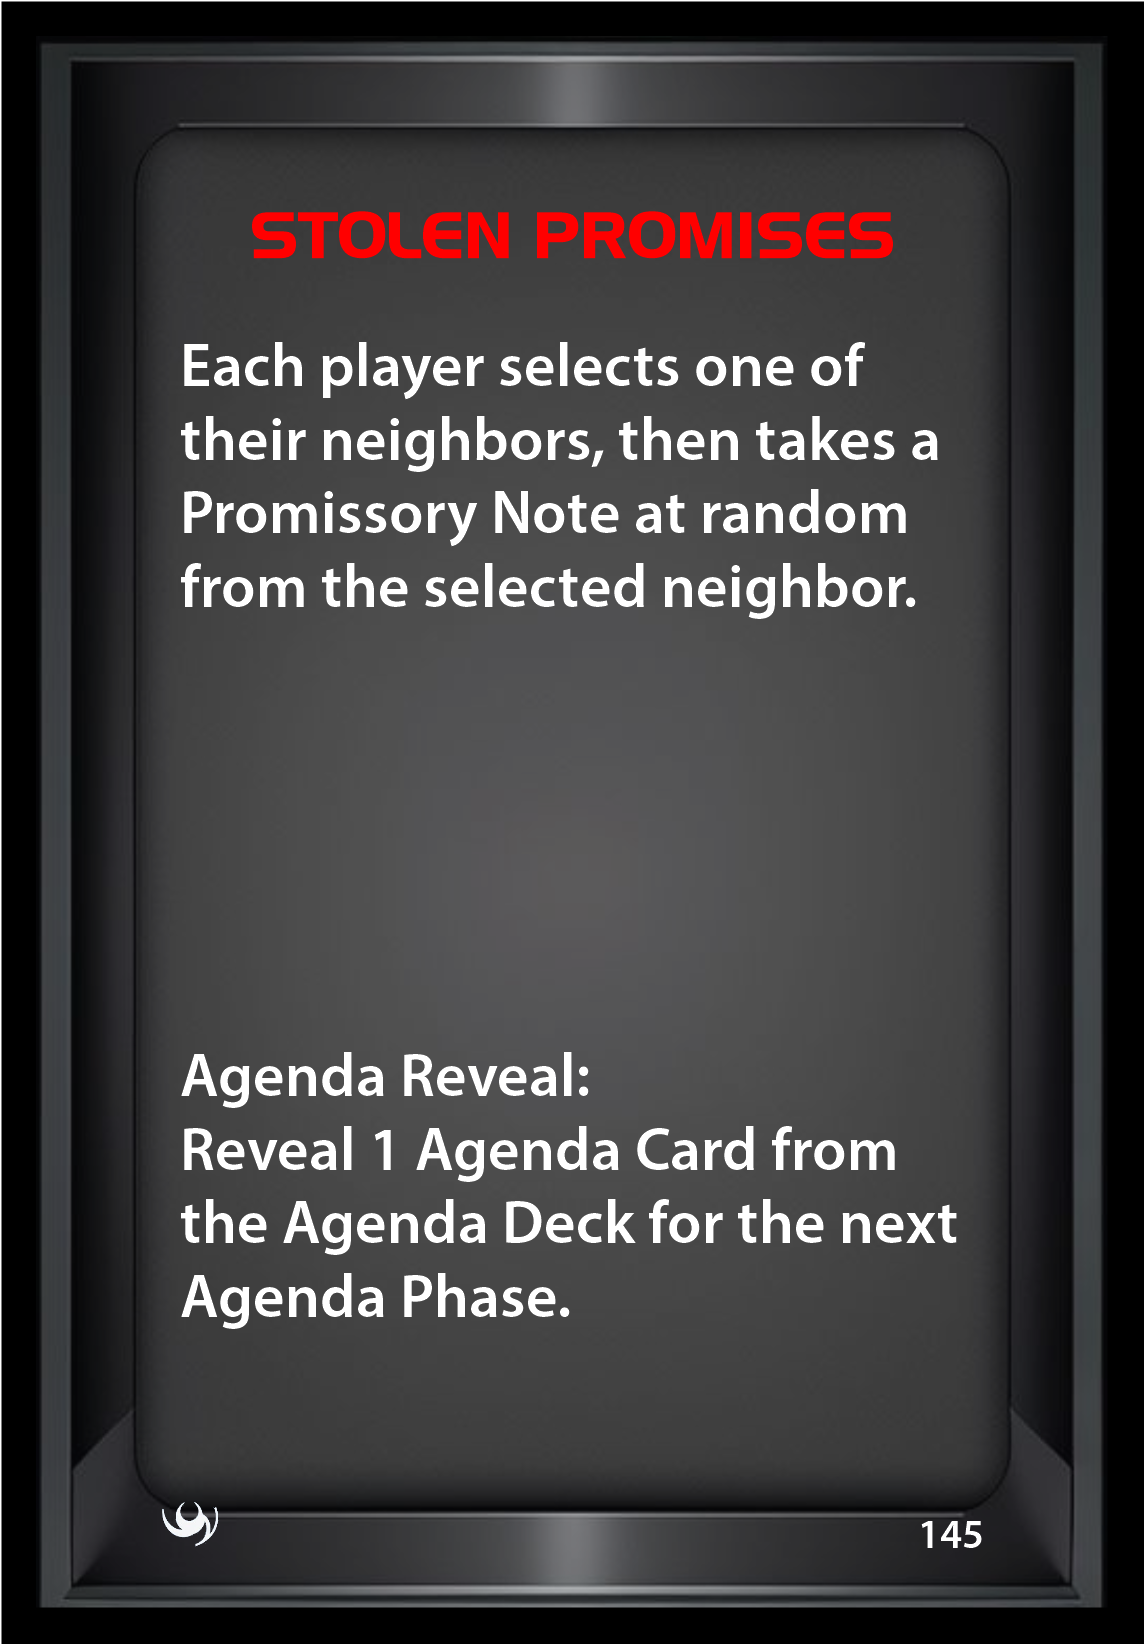 STOLEN PROMISES
Each player selects one of
their neighbors, then takes a
Promissory Note at random
from the selected neighbor.
Agenda Reveal:
Reveal 1 Agenda Card from
the Agenda Deck for the next
Agenda Phase.
145